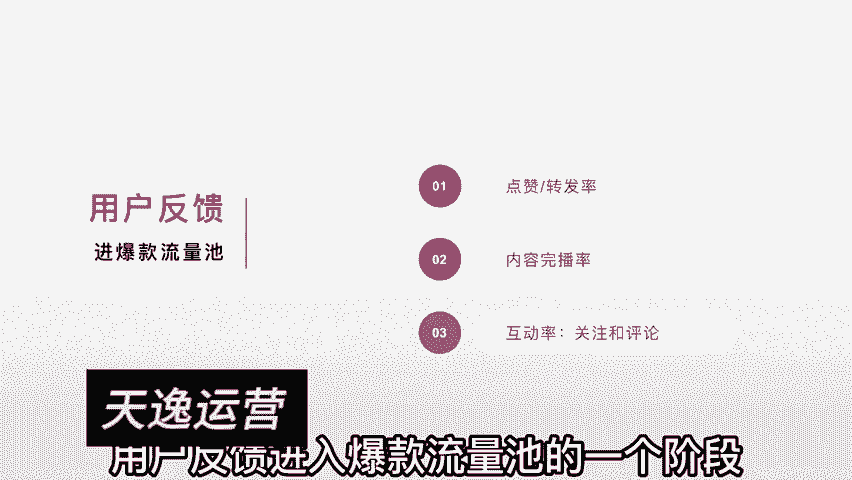 用户反馈
进爆款流量池
01 点赞/转发率
02 内容完播率
03 互动率：关注和评论
天逸运营
用户反馈进入爆款流量池的一个阶段